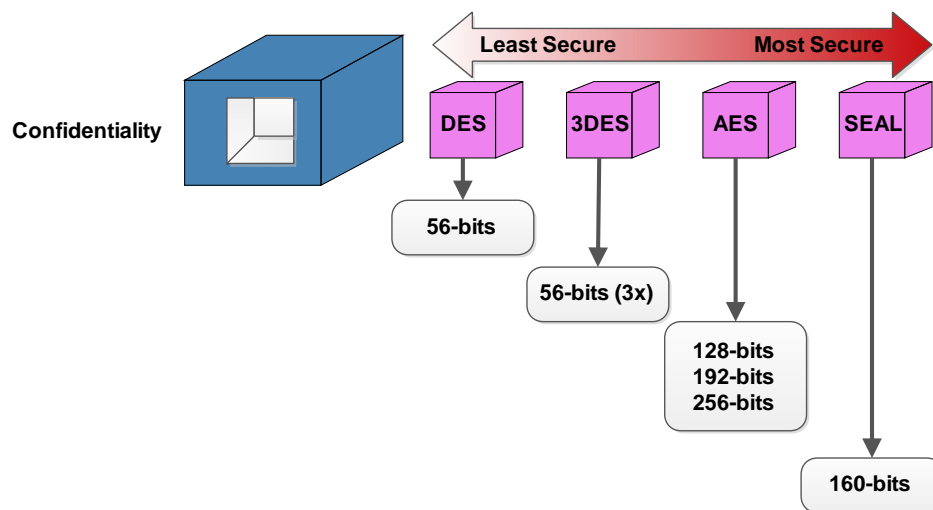 Least Secure
Most Secure
Confidentiality
DES
3DES
AES
SEAL
56-bits
56-bits (3x)
128-bits
192-bits
256-bits
160-bits